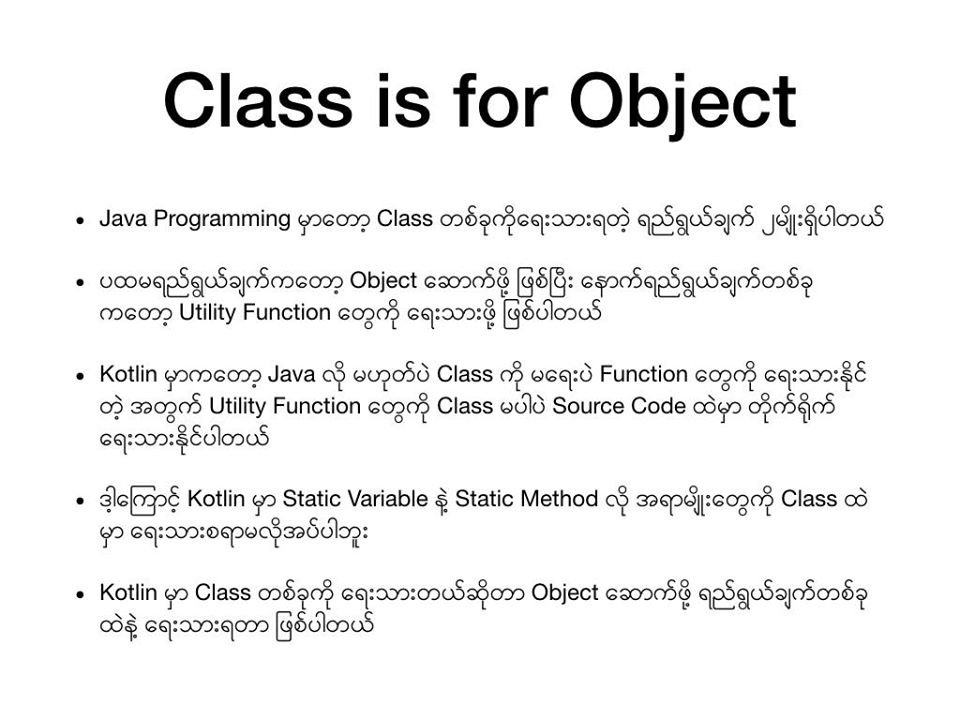 Class is for Object
• Java Programming မှာတော့ Class တစ်ခုကိုရေးသားရတဲ့ ရည်ရွယ်ချက် ၂မျိုးရှိပါတယ်
• ပထမရည်ရွယ်ချက်ကတော့ Object ဆောက်ဖို့ ဖြစ်ပြီး နောက်ရည်ရွယ်ချက်တစ်ခု
ကတော့ Utility Function တွေကို ရေးသားဖို့ ဖြစ်ပါတယ်
• Kotlin မှာကတော့ Java လို မဟုတ်ပဲ Class ကို မရေးပဲ Function တွေကို ရေးသားနိုင်
တဲ့ အတွက် Utility Function တွေကို Class မပါပဲ Source Code ထဲမှာ တိုက်ရိုက်
ရေးသားနိုင်ပါတယ်
• ဒါ့ကြောင့် Kotlin မှာ Static Variable နဲ့ Static Method လို အရာမျိုးတွေကို Class ထဲ
မှာ ရေးသားစရာမလိုအပ်ပါဘူး
• Kotlin မှာ Class တစ်ခုကို ရေးသားတယ်ဆိုတာ Object ဆောက်ဖို့ ရည်ရွယ်ချက်တစ်ခု
ထဲနဲ့ ရေးသားရတာ ဖြစ်ပါတယ်